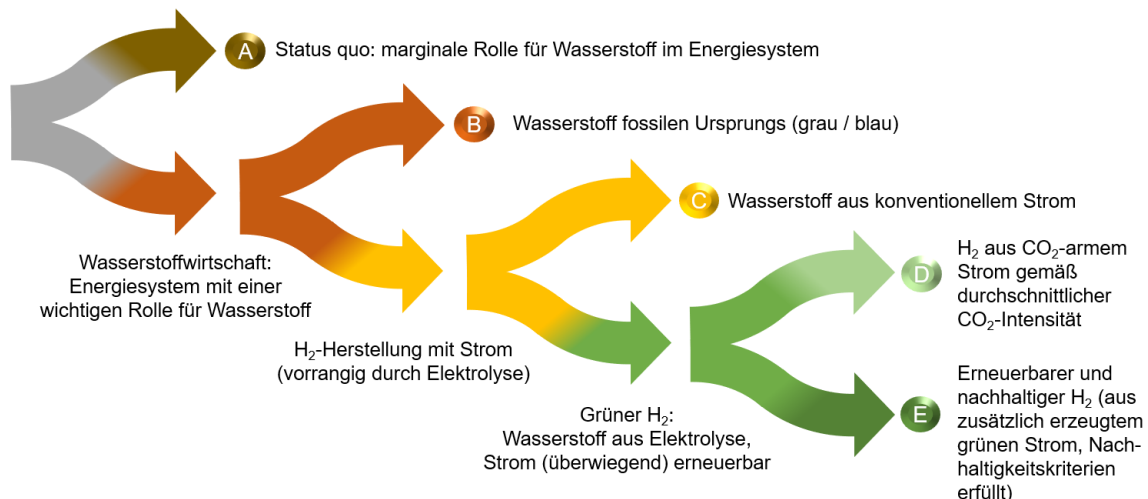 A
Status quo: marginale Rolle für Wasserstoff im Energiesystem
B
Wasserstoff fossilen Ursprungs (grau / blau)
C
Wasserstoff aus konventionellem Strom
Wasserstoffwirtschaft:
Energiesystem mit einer
wichtigen Rolle für Wasserstoff
D
H₂ aus CO₂-armem
Strom gemäß
durchschnittlicher
CO₂-Intensität
H₂-Herstellung mit Strom
(vorrangig durch Elektrolyse)
E
Erneuerbarer und
nachhaltiger H₂ (aus
zusätzlich erzeugtem
grünen Strom, Nach-
haltigkeitskriterien
erfüllt)
Grüner H₂:
Wasserstoff aus Elektrolyse,
Strom (überwiegend) erneuerbar